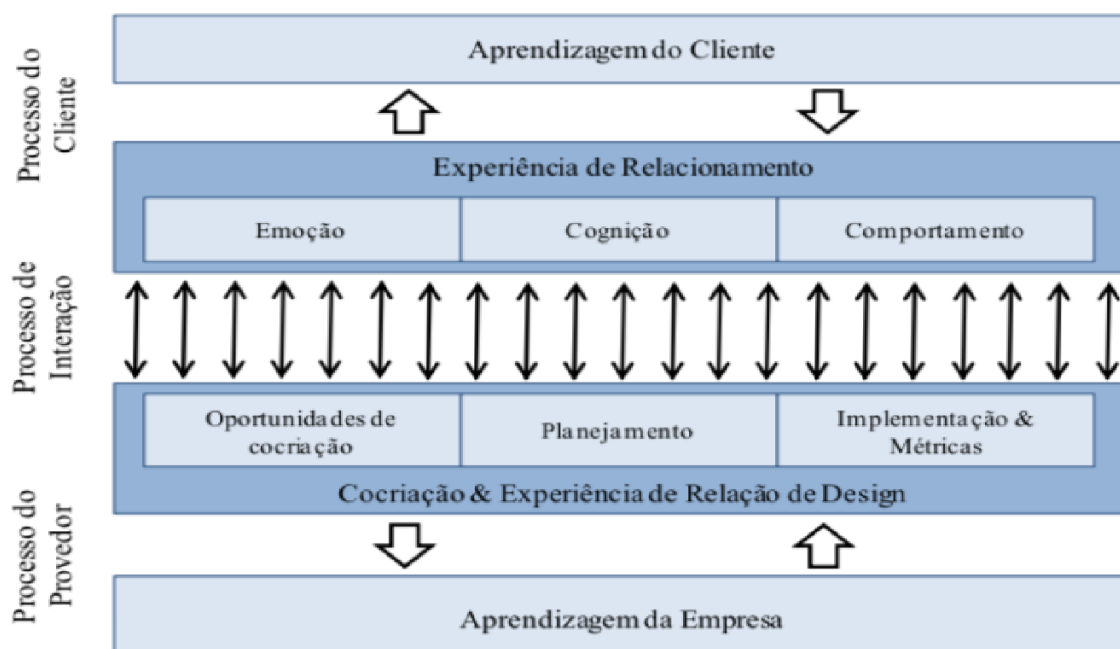 Processo do
Cliente
Aprendizagem do Cliente
Experiência de Relacionamento
Emoção
Cognição
Comportamento
Processo de
Interação
Oportunidades de
cocriação
Planejamento
Implementação &
Métricas
Cocriação & Experiência de Relação de Design
Processo do
Provedor
Aprendizagem da Empresa